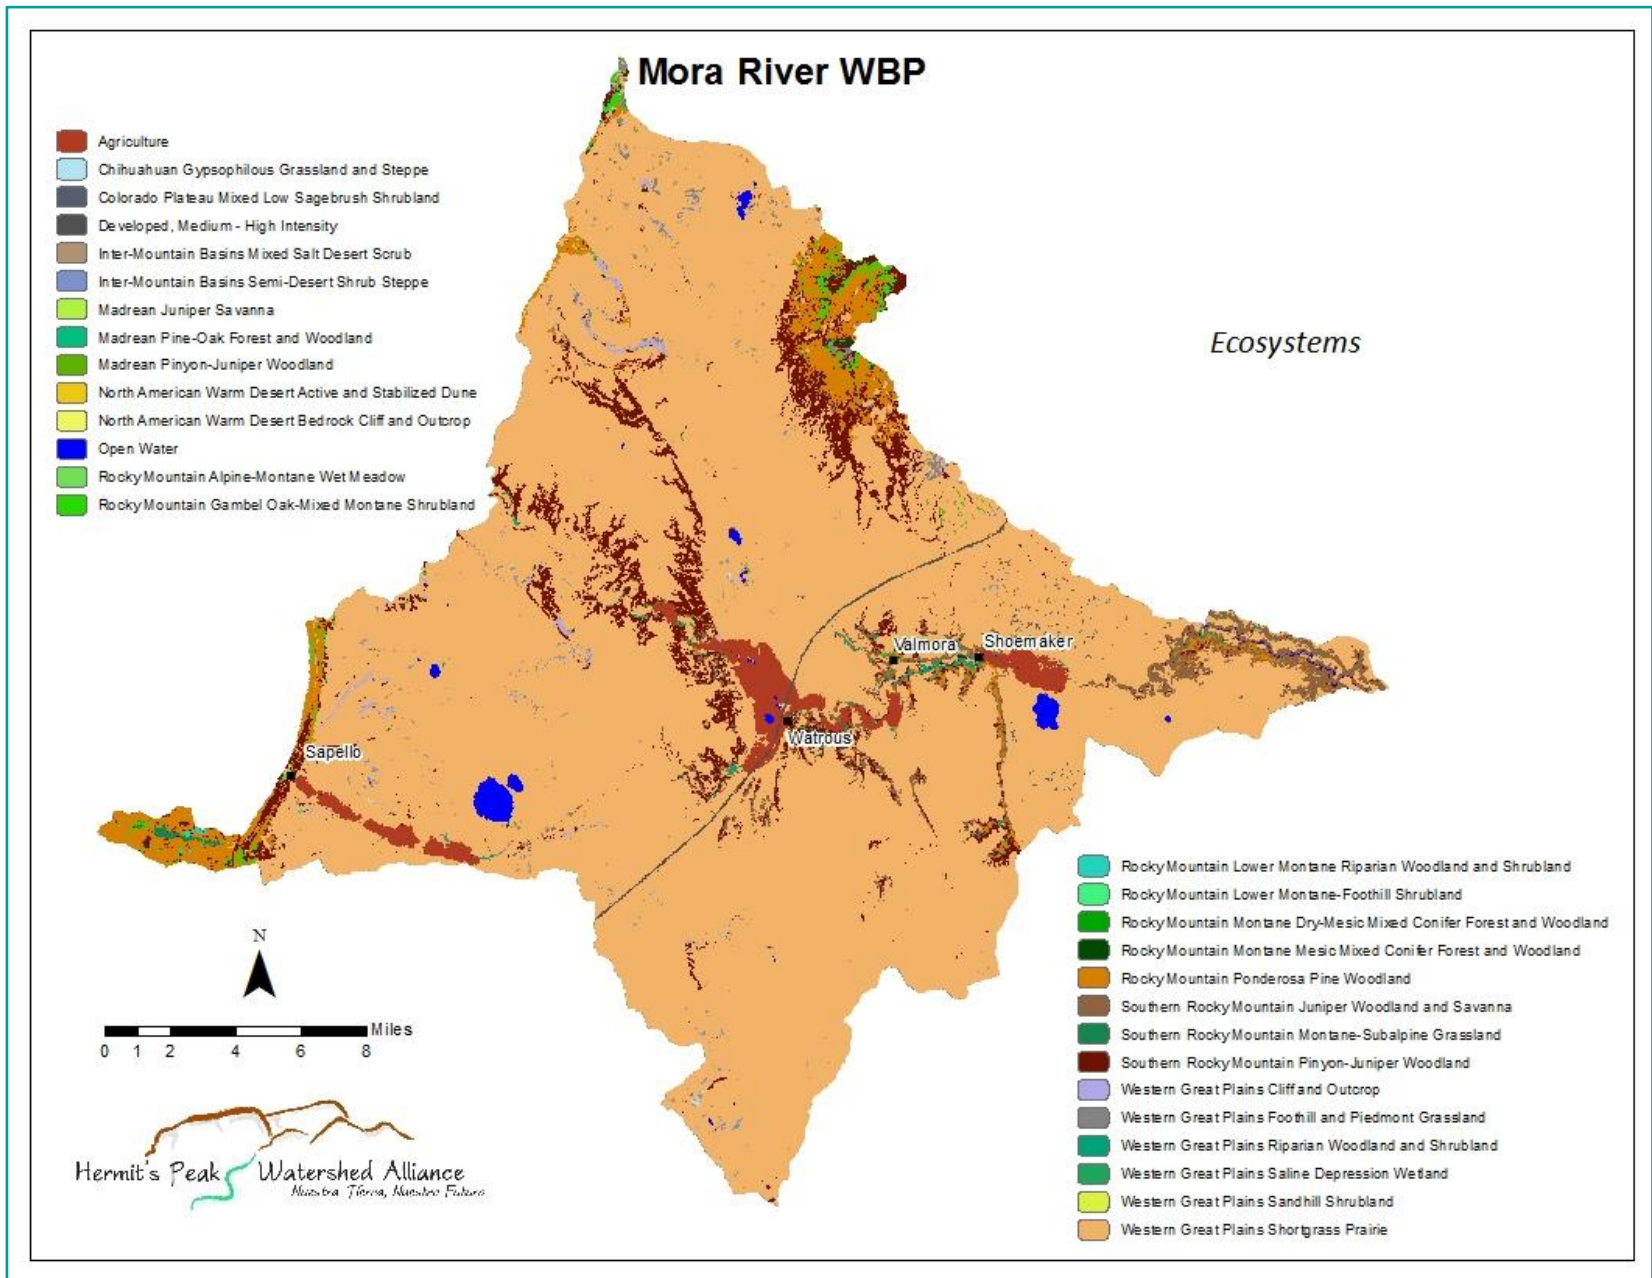 Mora River WBP
Agriculture
Chihuahuan Gypsophilous Grassland and Steppe
Colorado Plateau Mixed Low Sagebrush Shrubland
Developed, Medium - High Intensity
Inter-Mountain Basins Mixed Salt Desert Scrub
Inter-Mountain Basins Semi-Desert Shrub Steppe
Madrean Juniper Savanna
Madrean Pine-Oak Forest and Woodland
Madrean Pinyon-Juniper Woodland
North American Warm Desert Active and Stabilized Dune
North American Warm Desert Bedrock Cliff and Outcrop
Open Water
Rocky Mountain Alpine-Montane Wet Meadow
Rocky Mountain Gambel Oak-Mixed Montane Shrubland
Ecosystems
Valmora
Shoemaker
Watrous
Sapello
Rocky Mountain Lower Montane Riparian Woodland and Shrubland
Rocky Mountain Lower Montane-Foothill Shrubland
Rocky Mountain Montane Dry-Mesic Mixed Conifer Forest and Woodland
Rocky Mountain Montane Mesic Mixed Conifer Forest and Woodland
Rocky Mountain Ponderosa Pine Woodland
Southern Rocky Mountain Juniper Woodland and Savanna
Southern Rocky Mountain Montane-Subalpine Grassland
Southern Rocky Mountain Pinyon-Juniper Woodland
Western Great Plains Cliff and Outcrop
Western Great Plains Foothill and Piedmont Grassland
Western Great Plains Riparian Woodland and Shrubland
Western Great Plains Saline Depression Wetland
Western Great Plains Sandhill Shrubland
Western Great Plains Shortgrass Prairie
N
Miles
0 1 2 4 6 8
Hermit's Peak Watershed Alliance
Nuestra Tierra, Nuestro Futuro